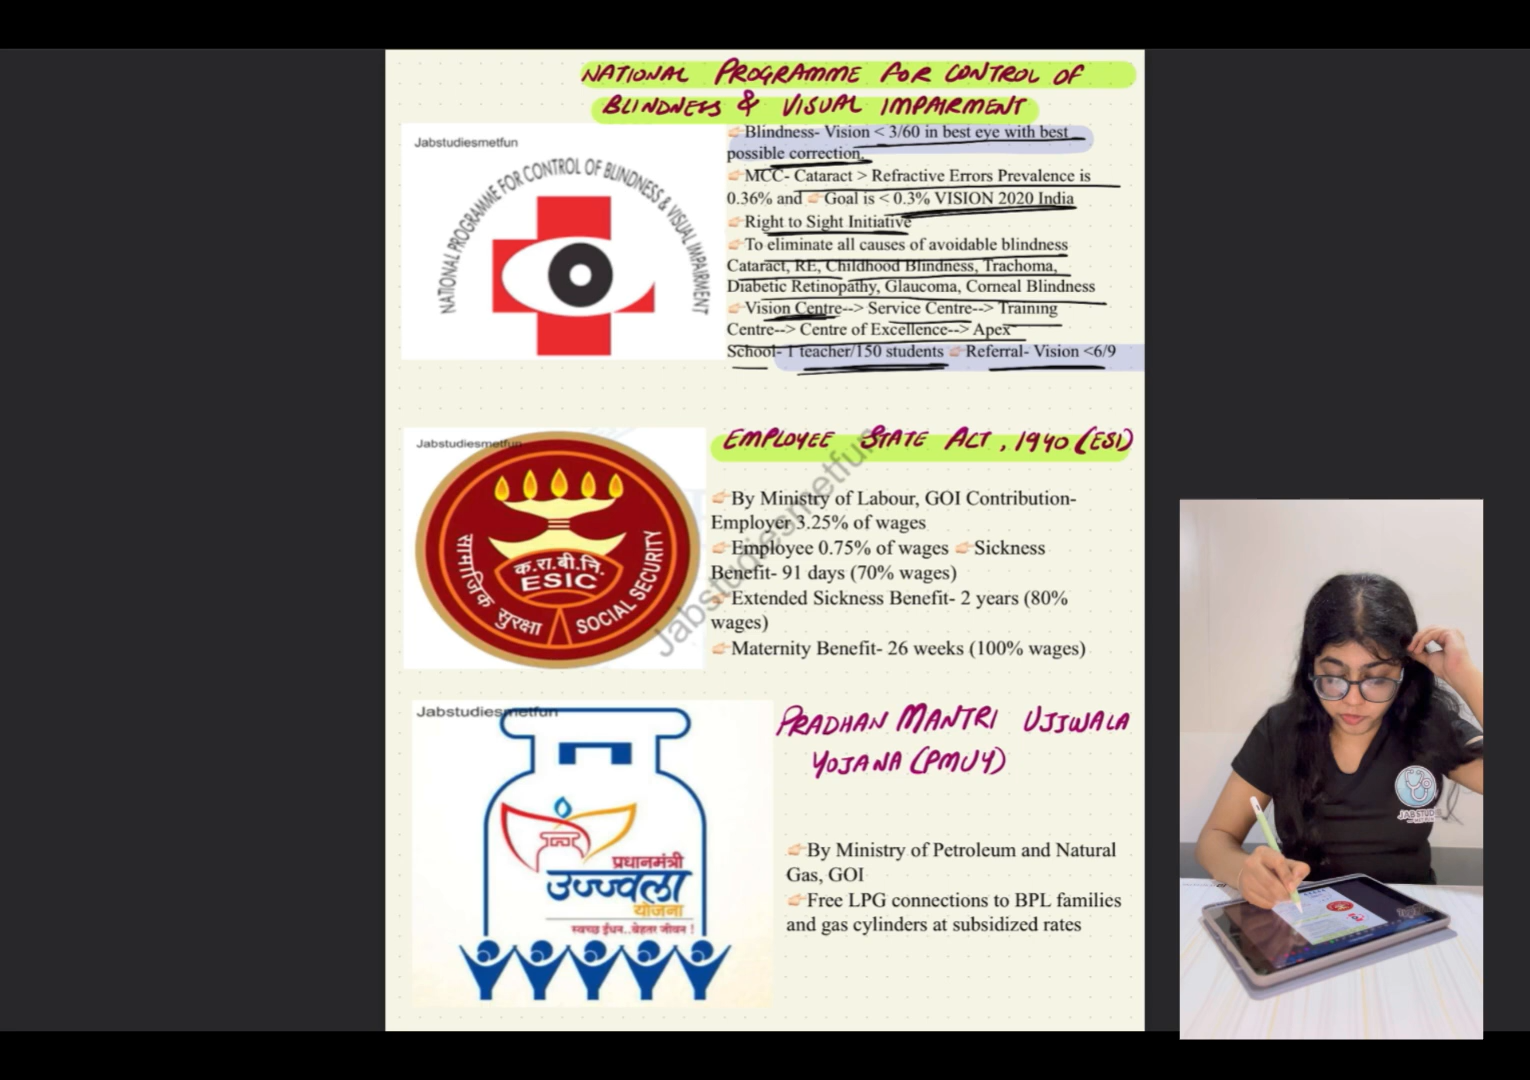 NATIONAL PROGRAMME FOR CONTROL OF
BLINDNESS & VISUAL IMPAIRMENT
Jabstudiesmetfun
NATIONAL PROGRAMME FOR CONTROL OF BLINDNESS & VISUAL IMPAIRMENT
Blindness- Vision < 3/60 in best eye with best
possible correction.
MCC- Cataract > Refractive Errors Prevalence is
0.36% and Goal is < 0.3% VISION 2020 India
Right to Sight Initiative
To eliminate all causes of avoidable blindness
Cataract, RE, Childhood Blindness, Trachoma,
Diabetic Retinopathy, Glaucoma, Corneal Blindness
Vision Centre--> Service Centre--> Training
Centre--> Centre of Excellence--> Apex
School- 1 teacher/150 students Referral- Vision <6/9
Jabstudiesmetfun
सामाजिक सुरक्षा
क.रा.बी.नि.
ESIC
SOCIAL SECURITY
EMPLOYEE STATE ACT, 1940 (ESI)
By Ministry of Labour, GOI Contribution-
Employer 3.25% of wages
Employee 0.75% of wages Sickness
Benefit- 91 days (70% wages)
Extended Sickness Benefit- 2 years (80%
wages)
Maternity Benefit- 26 weeks (100% wages)
Jabstudiesmetfun
Jabstudiesmetfun
प्रधानमंत्री
उज्ज्वला
योजना
स्वच्छ ईंधन..बेहतर जीवन !
PRADHAN MANTRI UJJWALA
YOJANA (PMUY)
By Ministry of Petroleum and Natural
Gas, GOI
Free LPG connections to BPL families
and gas cylinders at subsidized rates